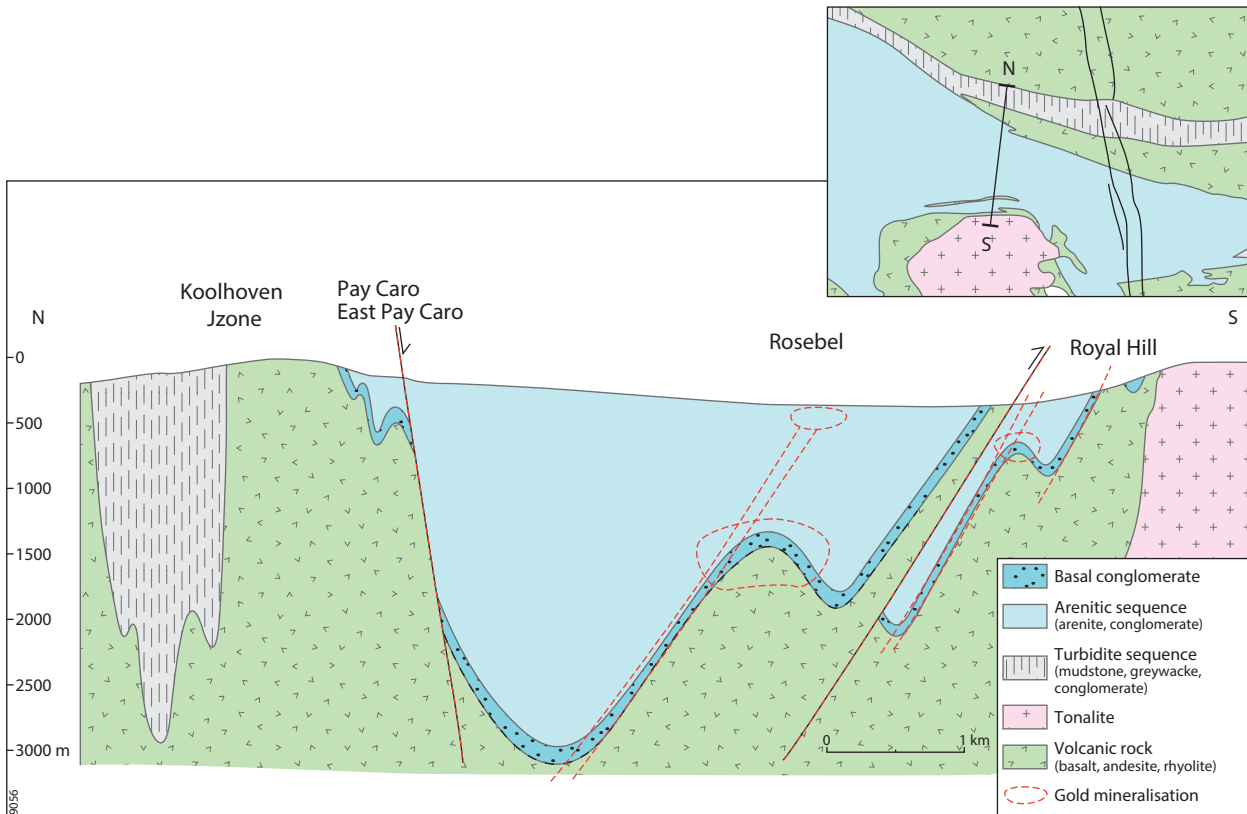 N
S
Koolhoven
Jzone
Pay Caro
East Pay Caro
N
Rosebel
Royal Hill
S
0
500
1000
1500
2000
2500
3000 m
0
1 km
Basal conglomerate
Arenitic sequence
(arenite, conglomerate)
Turbidite sequence
(mudstone, greywacke,
conglomerate)
Tonalite
Volcanic rock
(basalt, andesite, rhyolite)
Gold mineralisation
9056